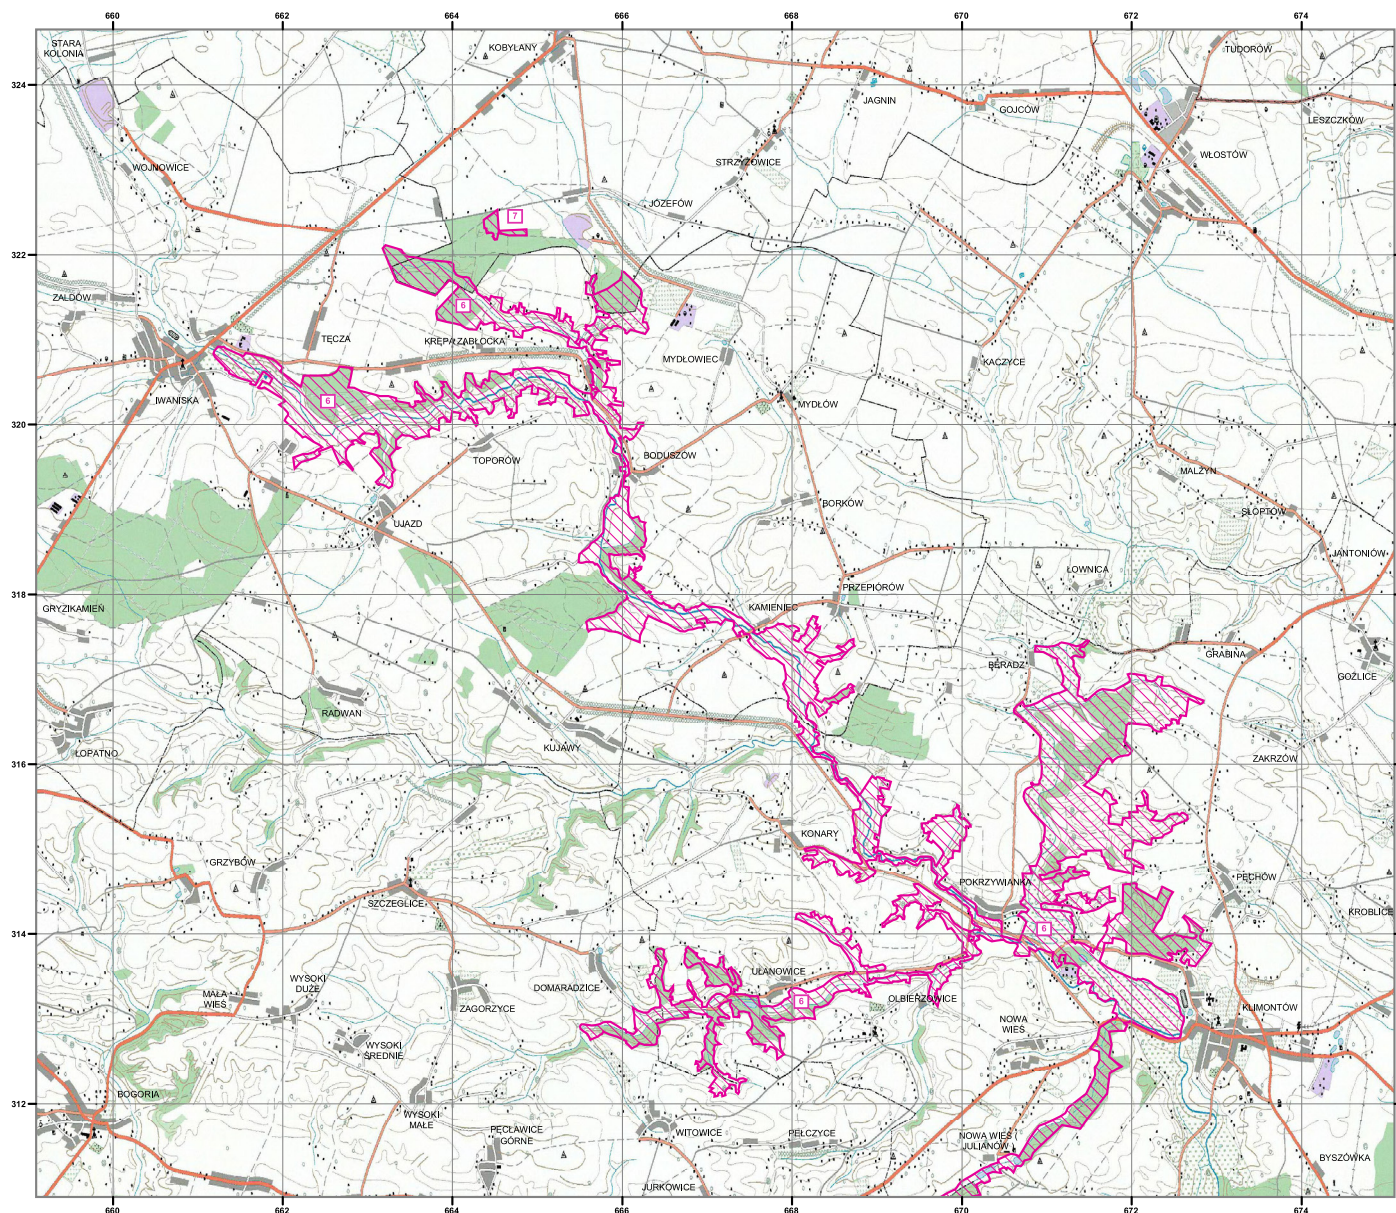 660 662 664 666 668 670 672 674
STARA
KOLONIA
KOBYLANY
TUDORÓW
324
JAGNIN
GOJCÓW
LESZCZKÓW
WOJNOWICE
STRZYŻOWICE
WŁOSTÓW
JÓZEFÓW
7
322
ZALDÓW
6
TĘCZA
KRĘPA
ZABŁOCKA
MYDŁOWIEC
KACZYCE
IWANISKA
6
MYDŁÓW
320
TOPORÓW
BODUSZÓW
MALŻYN
BORKÓW
SŁOPTÓW
UJAZD
JANTONIÓW
ŁOWNICA
318
PRZEPIÓRÓW
GRYZIKAMIEŃ
KAMIENIEC
BERADZ
GRABINA
GOŹLICE
RADWAN
KUJAWY
ŁOPATNO
316
ZAKRZÓW
KONARY
GRZYBÓW
POKRZYWIANKA
PĘCHÓW
SZCZEGLICE
KROBLICE
314
6
UŁANOWICE
WYSOKI
DUŻE
DOMARADZICE
MAŁA
WIEŚ
6
OLBIERZOWICE
ZAGORZYCE
KLIMONTÓW
NOWA
WIEŚ
WYSOKI
ŚREDNIE
BOGORIA
312
WYSOKI
MAŁE
PĘCŁAWICE
GÓRNE
WITOWICE
PEŁCZYCE
NOWA WIEŚ (
JULIANÓW )
BYSZÓWKA
JURKOWICE
660 662 664 666 668 670 672 674